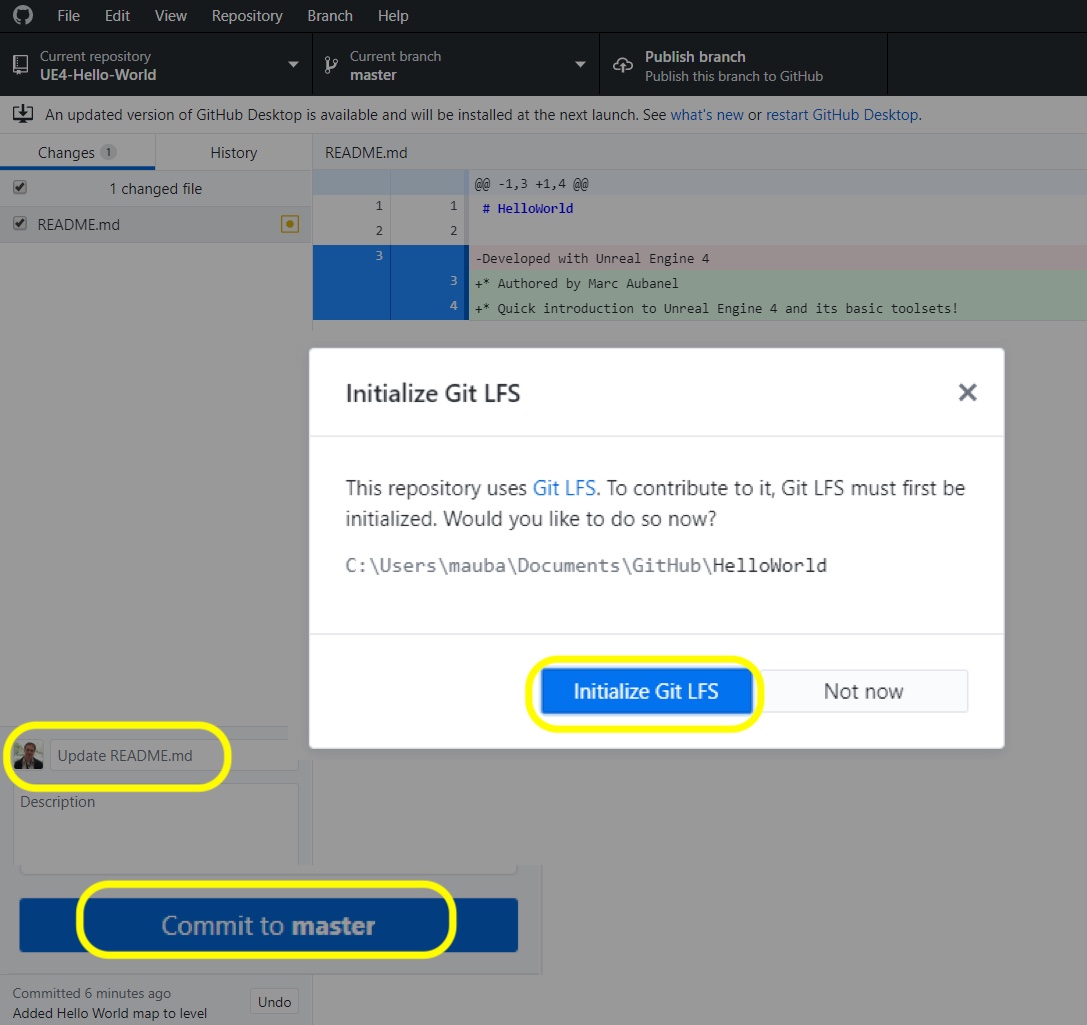 File Edit View Repository Branch Help
Current repository
UE4-Hello-World
Current branch
master
Publish branch
Publish this branch to GitHub
An updated version of GitHub Desktop is available and will be installed at the next launch. See what's new or restart GitHub Desktop.
Changes 1 History
README.md
1 changed file
README.md
@@ -1,3 +1,4 @@
1 1 # HelloWorld
2 2
3 -Developed with Unreal Engine 4
3 +* Authored by Marc Aubanel
4 +* Quick introduction to Unreal Engine 4 and its basic toolsets!
Initialize Git LFS
This repository uses Git LFS. To contribute to it, Git LFS must first be
initialized. Would you like to do so now?
C:\Users\mauba\Documents\GitHub\HelloWorld
Initialize Git LFS Not now
Update README.md
Description
Commit to master
Committed 6 minutes ago
Added Hello World map to level
Undo